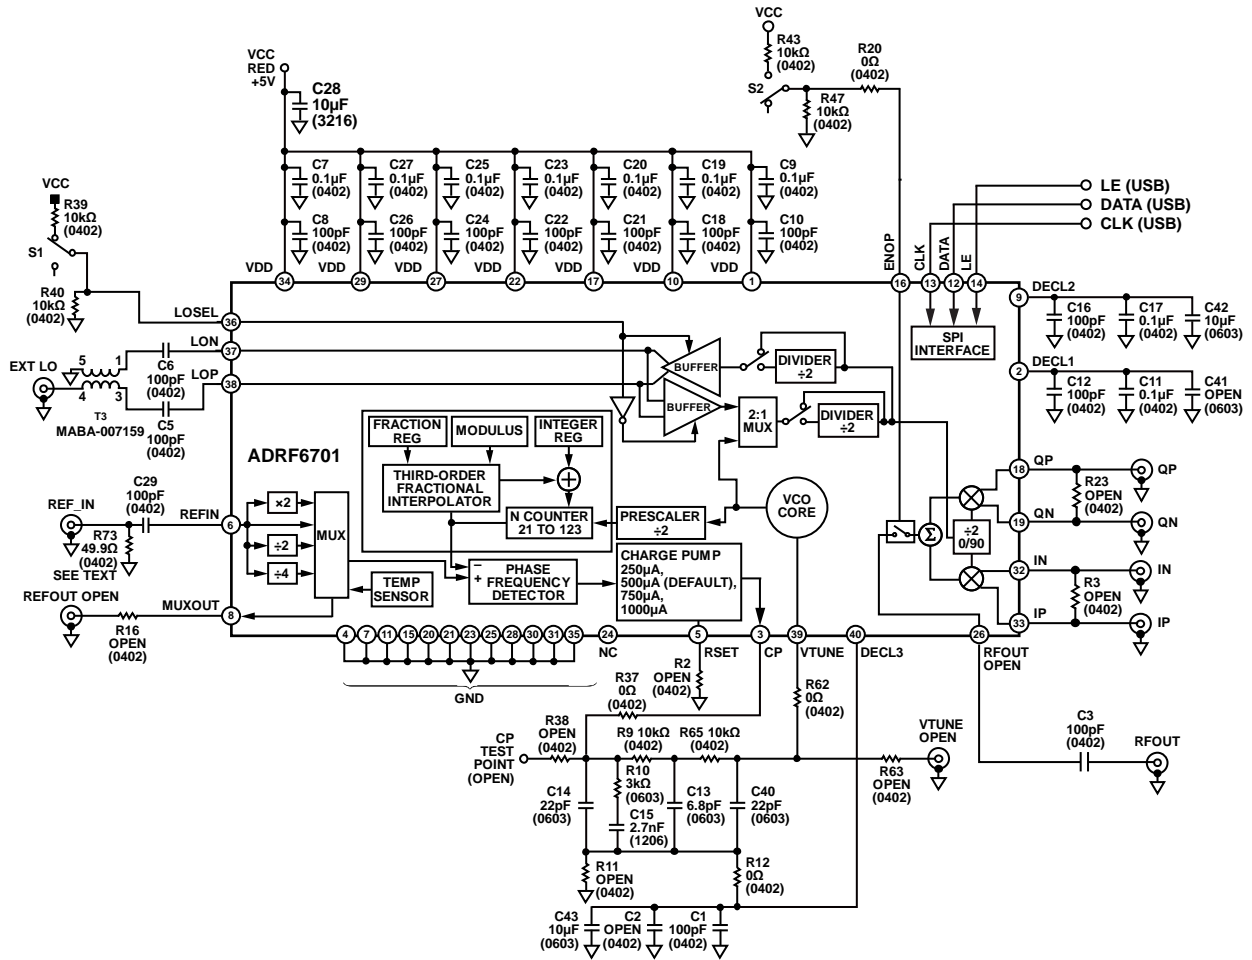 VCC
R43
10kΩ
(0402)
R20
0Ω
(0402)
S2
R47
10kΩ
(0402)
VCC
RED
+5V
C28
10µF
(3216)
C7
0.1µF
(0402)
C27
0.1µF
(0402)
C25
0.1µF
(0402)
C23
0.1µF
(0402)
C20
0.1µF
(0402)
C19
0.1µF
(0402)
C9
0.1µF
(0402)
C8
100pF
(0402)
C26
100pF
(0402)
C24
100pF
(0402)
C22
100pF
(0402)
C21
100pF
(0402)
C18
100pF
(0402)
C10
100pF
(0402)
VCC
R39
10kΩ
(0402)
S1
R40
10kΩ
(0402)
LE (USB)
DATA (USB)
CLK (USB)
VDD
VDD
VDD
VDD
VDD
VDD
VDD
ENOP
CLK
DATA
LE
34
29
27
22
17
10
1
16
13
12
14
LOSEL
36
LON
37
LOP
38
EXT LO
5
1
4
3
T3
MABA-007159
C6
100pF
(0402)
C5
100pF
(0402)
SPI
INTERFACE
9
DECL2
C16
100pF
(0402)
C17
0.1µF
(0402)
C42
10µF
(0603)
2
DECL1
C12
100pF
(0402)
C11
0.1µF
(0402)
C41
OPEN
(0603)
BUFFER
DIVIDER
÷2
BUFFER
2:1
MUX
DIVIDER
÷2
ADRF6701
FRACTION
REG
MODULUS
INTEGER
REG
THIRD-ORDER
FRACTIONAL
INTERPOLATOR
+
N COUNTER
21 TO 123
PRESCALER
÷2
VCO
CORE
C29
100pF
(0402)
REF_IN
R73
49.9Ω
(0402)
SEE TEXT
REFIN
6
×2
÷2
÷4
MUX
TEMP
SENSOR
−
+
PHASE
FREQUENCY
DETECTOR
CHARGE PUMP
250µA,
500µA (DEFAULT),
750µA,
1000µA
Σ
÷2
0/90
18
QP
QP
R23
OPEN
(0402)
19
QN
QN
32
IN
IN
R3
OPEN
(0402)
33
IP
IP
REFOUT OPEN
R16
OPEN
(0402)
MUXOUT
8
4
7
11
15
20
21
23
25
28
30
31
35
24
NC
GND
5
RSET
3
CP
39
VTUNE
40
DECL3
26
RFOUT
OPEN
R2
OPEN
(0402)
R37
0Ω
(0402)
R62
0Ω
(0402)
R38
OPEN
(0402)
CP
TEST
POINT
(OPEN)
R9 10kΩ
(0402)
R65 10kΩ
(0402)
R10
3kΩ
(0603)
C14
22pF
(0603)
C15
2.7nF
(1206)
C13
6.8pF
(0603)
C40
22pF
(0603)
R63
OPEN
(0402)
VTUNE
OPEN
C3
100pF
(0402)
RFOUT
R11
OPEN
(0402)
R12
0Ω
(0402)
C43
10µF
(0603)
C2
OPEN
(0402)
C1
100pF
(0402)